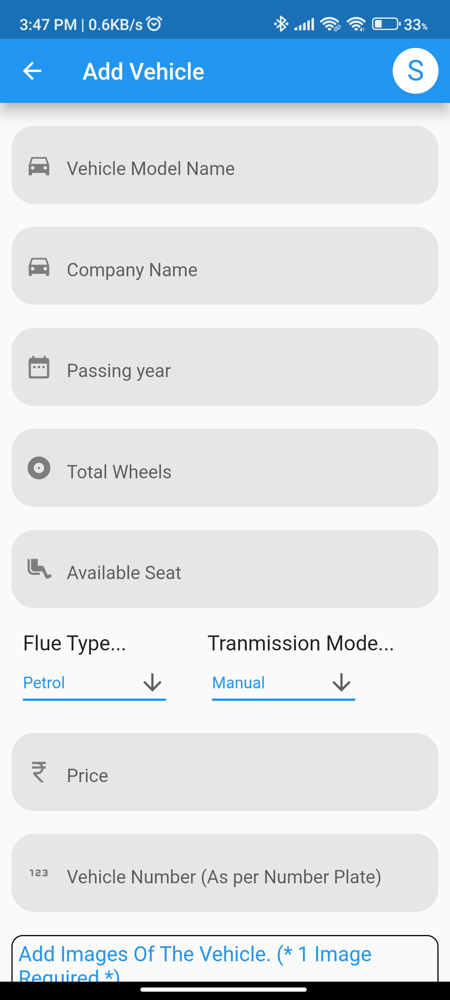 3:47 PM | 0.6KB/s 33%
Add Vehicle S
Vehicle Model Name
Company Name
Passing year
Total Wheels
Available Seat
Flue Type... Tranmission Mode...
Petrol Manual
₹ Price
123 Vehicle Number (As per Number Plate)
Add Images Of The Vehicle. (* 1 Image
Required *)